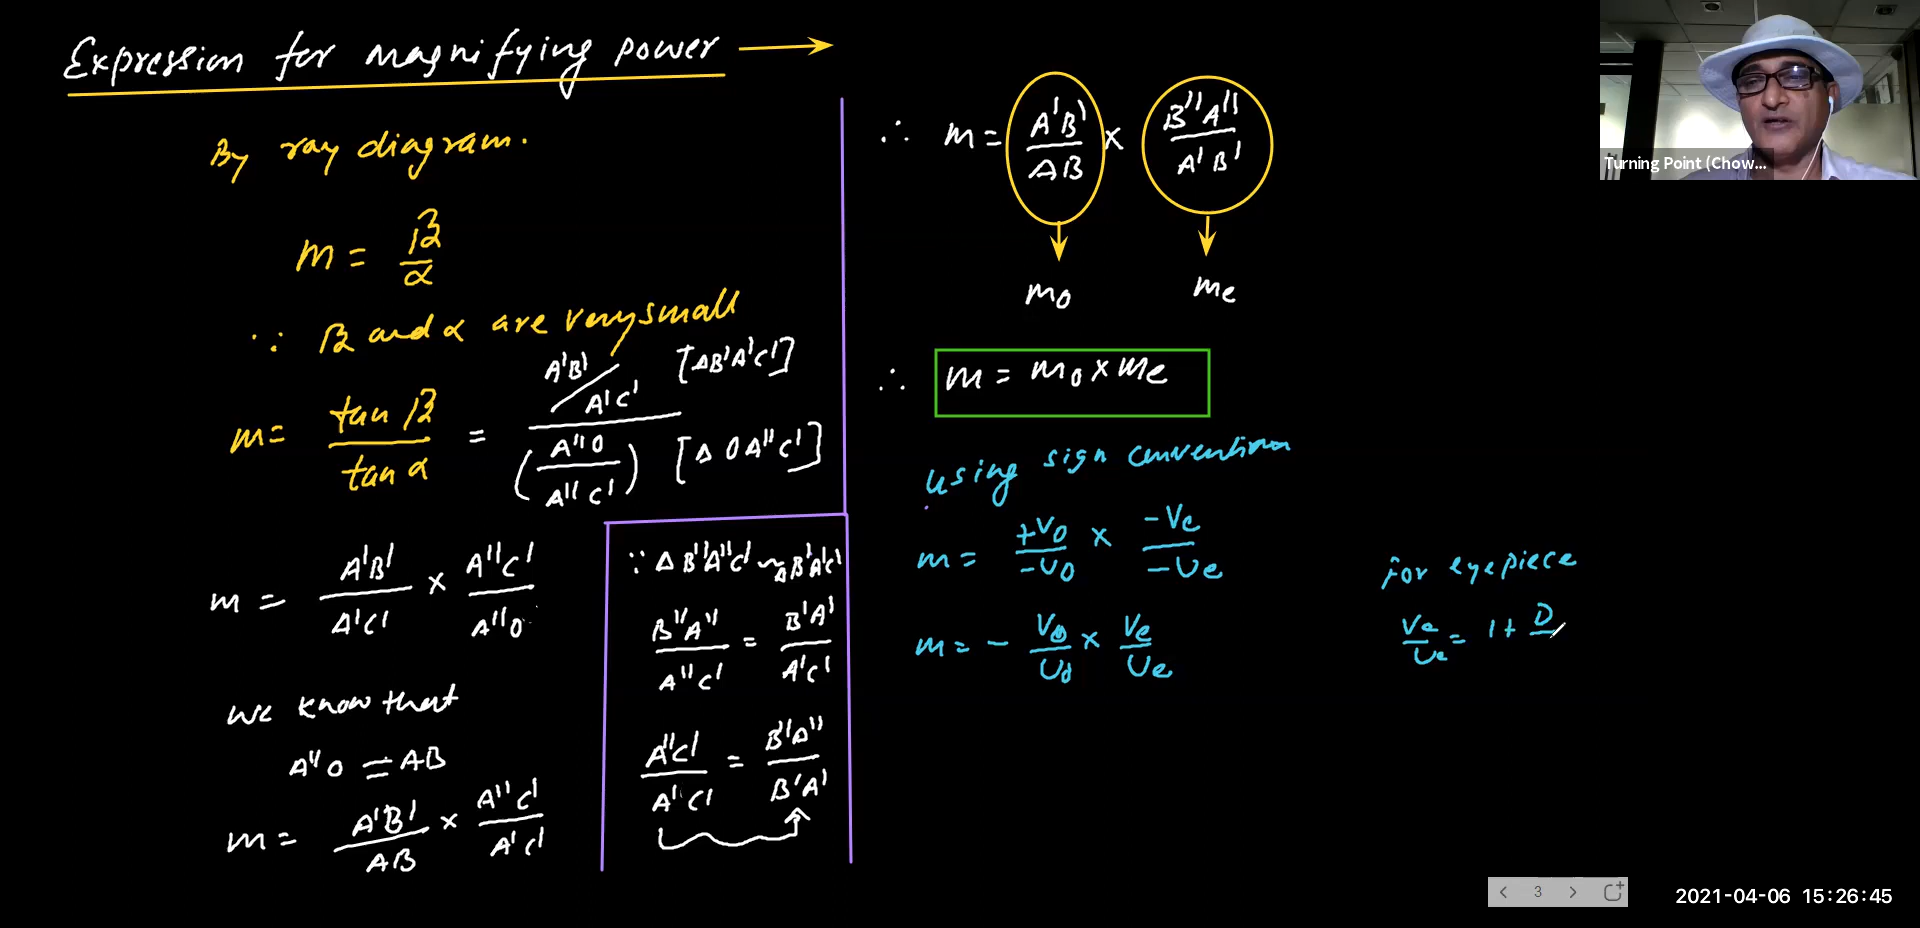 Expression for magnifying power →
By ray diagram.
m = β/α
∵ β and α are very small
m = tan β / tan α = (A'B' / A'C') / (A''O / A''C') [ΔB'A'C'] [Δ OA''C']
m = A'B'/A'C' × A''C'/A''O
We know that
A''O = AB
m = A'B'/AB × A''C'/A'C'
∵ Δ B''A''C' ~ ΔB'A'C'
B''A''/A''C' = B'A'/A'C'
A''C'/A'C' = B''A''/B'A'
∴ m = A'B'/AB × B''A''/A'B'
mo me
∴ m = mo × me
using sign convention
m = +Vo/-Uo × -Ve/-Ue
m = - Vo/Uo × Ve/Ue
For eyepiece
Ve/Ue = 1 + D/
Turning Point (Chow...
3
2021-04-06 15:26:45